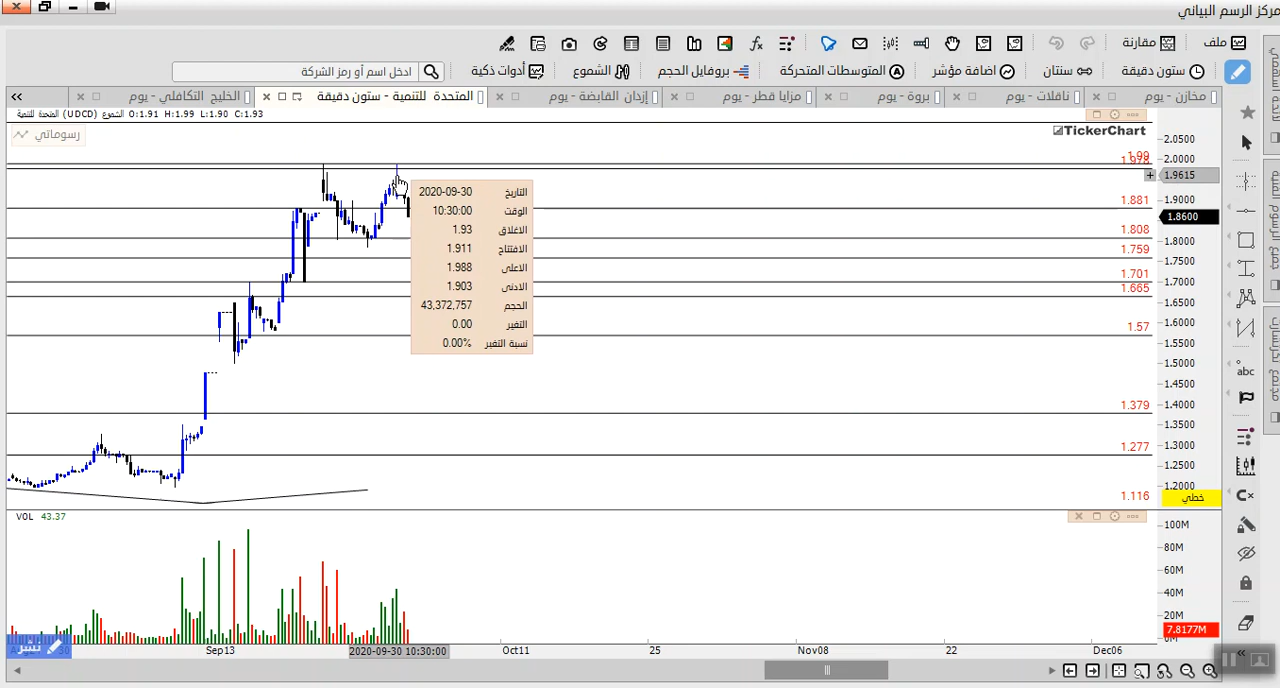 مركز الرسم البياني
ملف
مقارنة
ستون دقيقة
سنتان
اضافة مؤشر
المتوسطات المتحركة
بروفايل الحجم
الشموع
أدوات ذكية
ادخل اسم أو رمز الشركة
مخازن - يوم
ناقلات - يوم
بروة - يوم
مزايا قطر - يوم
إزدان القابضة - يوم
المتحدة للتنمية - ستون دقيقة
الخليج التكافلي - يوم
الشموع (UDCD) المتحدة للتنمية O:1.91 H:1.99 L:1.90 C:1.93
رسوماتي
TickerChart
1.99
1.978
1.881
1.808
1.759
1.701
1.665
1.57
1.379
1.277
1.116
2.0500
2.0000
1.9615
1.9000
1.8600
1.8000
1.7500
1.7000
1.6500
1.6000
1.5500
1.5000
1.4500
1.4000
1.3500
1.3000
1.2500
1.2000
خطي
التاريخ 2020-09-30
الوقت 10:30:00
الاغلاق 1.93
الافتتاح 1.911
الاعلى 1.988
الادنى 1.903
الحجم 43,372,757
التغير 0.00
نسبة التغير 0.00%
VOL 43.37
100M
80M
60M
40M
20M
7.8177M
نشر
Sep13
2020-09-30 10:30:00
Oct11
25
Nov08
22
Dec06
abc